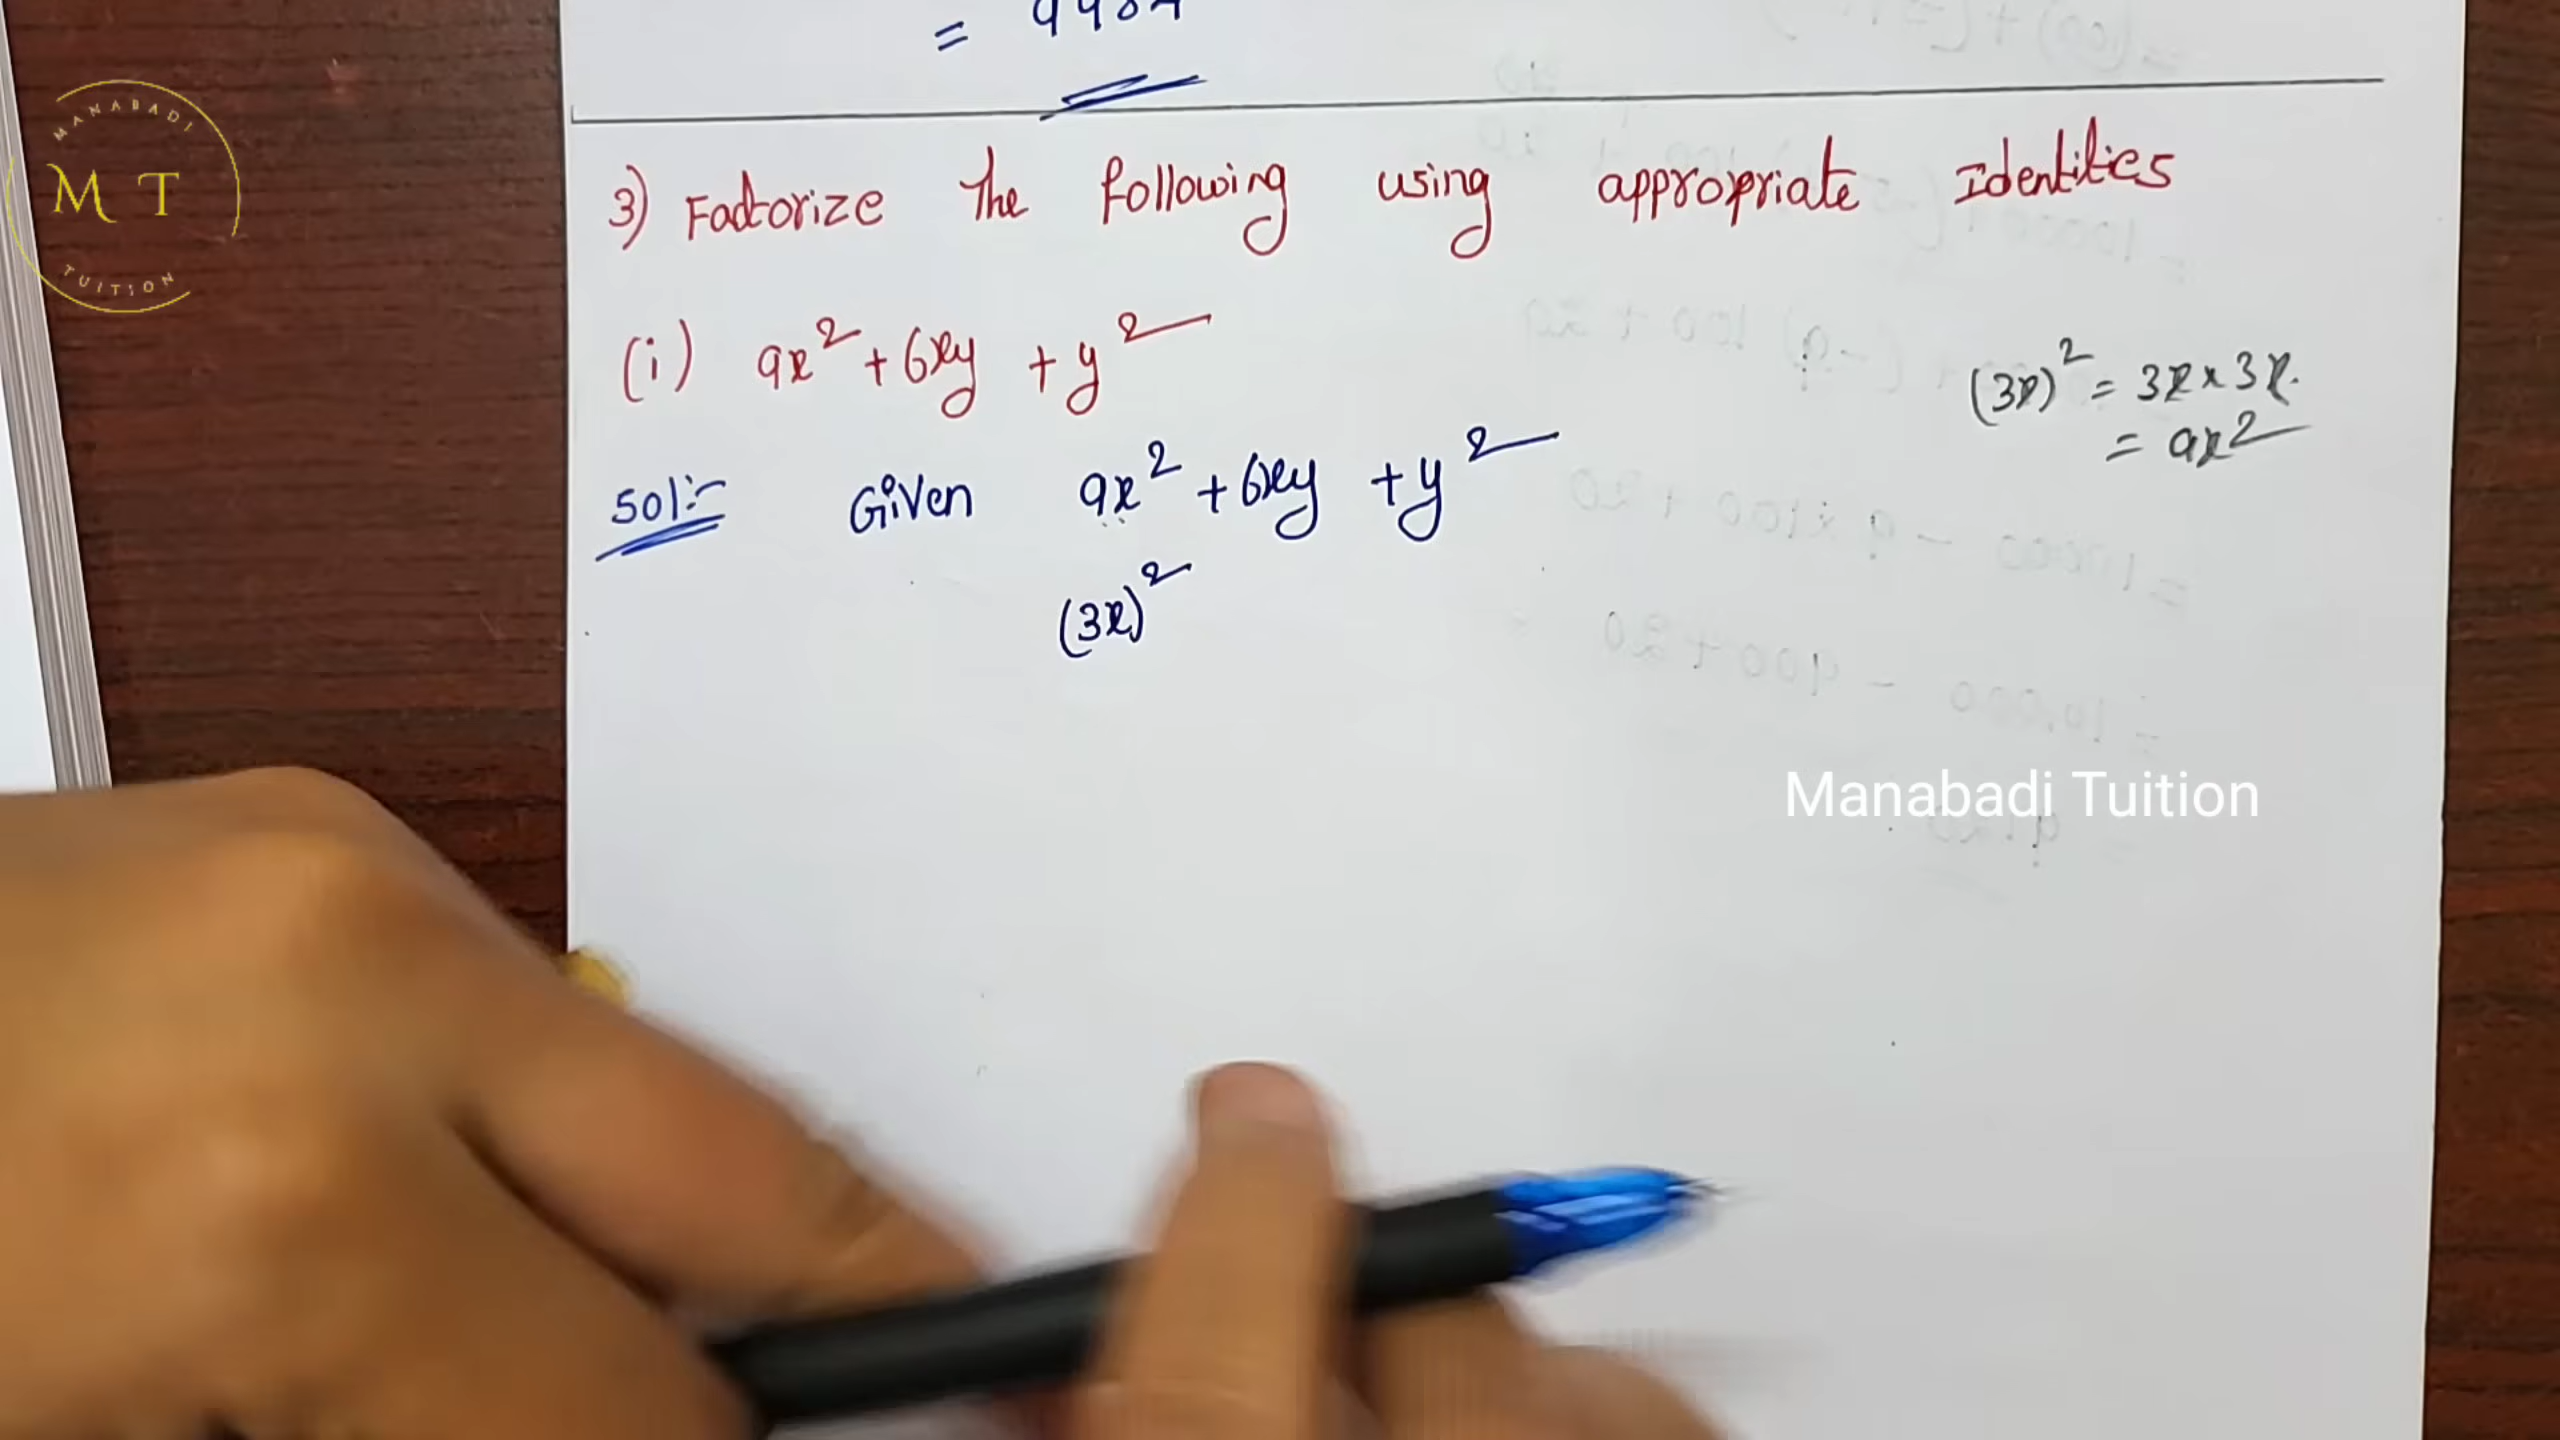 = 9984
MANABADI
M T
TUITION
3) Factorize the following using appropriate Identities
(i) 9x² + 6xy + y²
(3x)² = 3x x 3x.
= 9x²
Sol:- Given 9x² + 6xy + y²
(3x)²
Manabadi Tuition